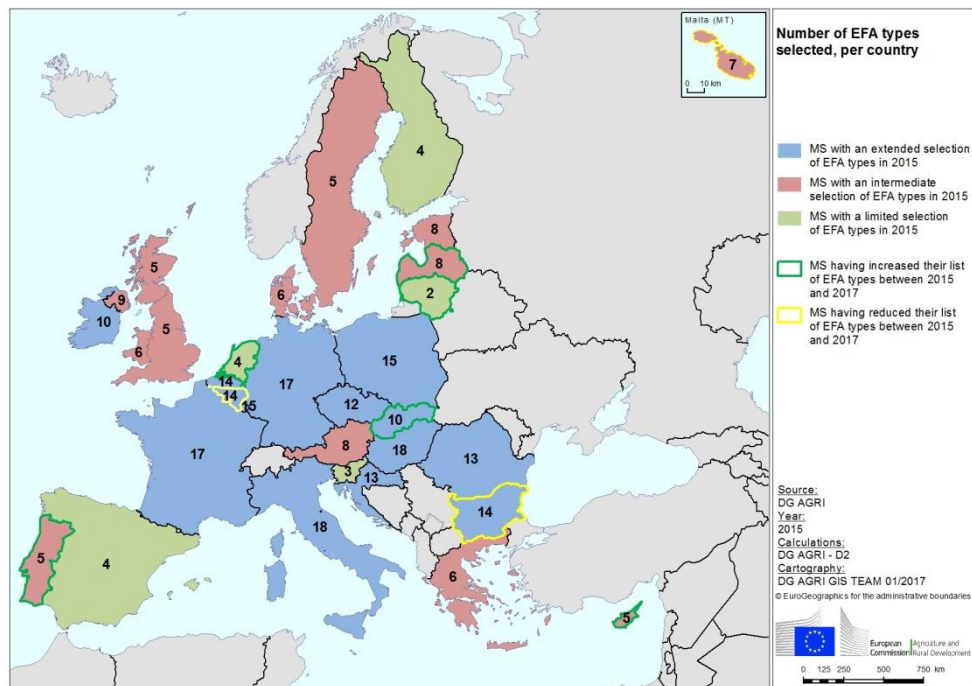 Malta (MT)
7
0 10 km
Number of EFA types
selected, per country
MS with an extended selection
of EFA types in 2015
MS with an intermediate
selection of EFA types in 2015
MS with a limited selection
of EFA types in 2015
MS having increased their list
of EFA types between 2015
and 2017
MS having reduced their list
of EFA types between 2015
and 2017
4
5
8
8
2
5
9
10
5
6
6
4
14
14
15
17
15
12
10
8
18
3
13
13
14
17
18
5
4
6
5
Source:
DG AGRI
Year:
2015
Calculations:
DG AGRI - D2
Cartography:
DG AGRI GIS TEAM 01/2017
© EuroGeographics for the administrative boundaries
European
Commission
Agriculture and
Rural Development
0 125 250 500 750 km